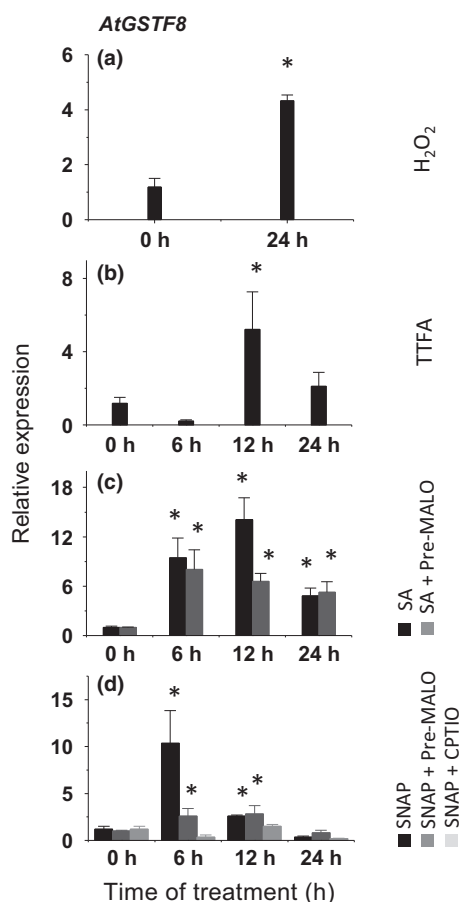 AtGSTF8
(a)
6
4
2
0
*
0 h 24 h
H₂O₂
(b)
8
4
0
*
0 h 6 h 12 h 24 h
TTFA
Relative expression
(c)
18
12
6
0
* * * * * *
0 h 6 h 12 h 24 h
SA
SA + Pre-MALO
(d)
15
10
5
0
* * * *
0 h 6 h 12 h 24 h
SNAP
SNAP + Pre-MALO
SNAP + CPTIO
Time of treatment (h)